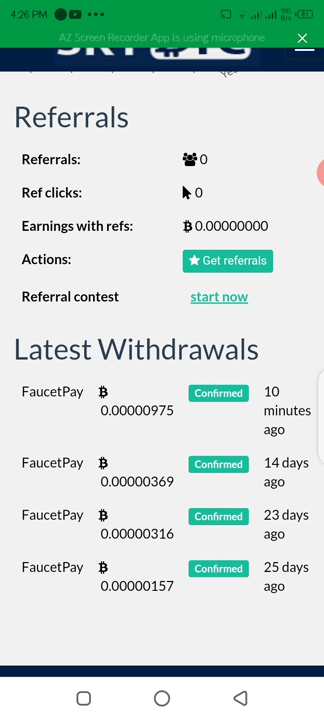 4:26 PM
AZ Screen Recorder App is using microphone
Referrals
Referrals: 0
Ref clicks: 0
Earnings with refs: 0.00000000
Actions: Get referrals
Referral contest start now
Latest Withdrawals
FaucetPay Confirmed 10
0.00000975 minutes
ago
FaucetPay Confirmed 14 days
0.00000369 ago
FaucetPay Confirmed 23 days
0.00000316 ago
FaucetPay Confirmed 25 days
0.00000157 ago